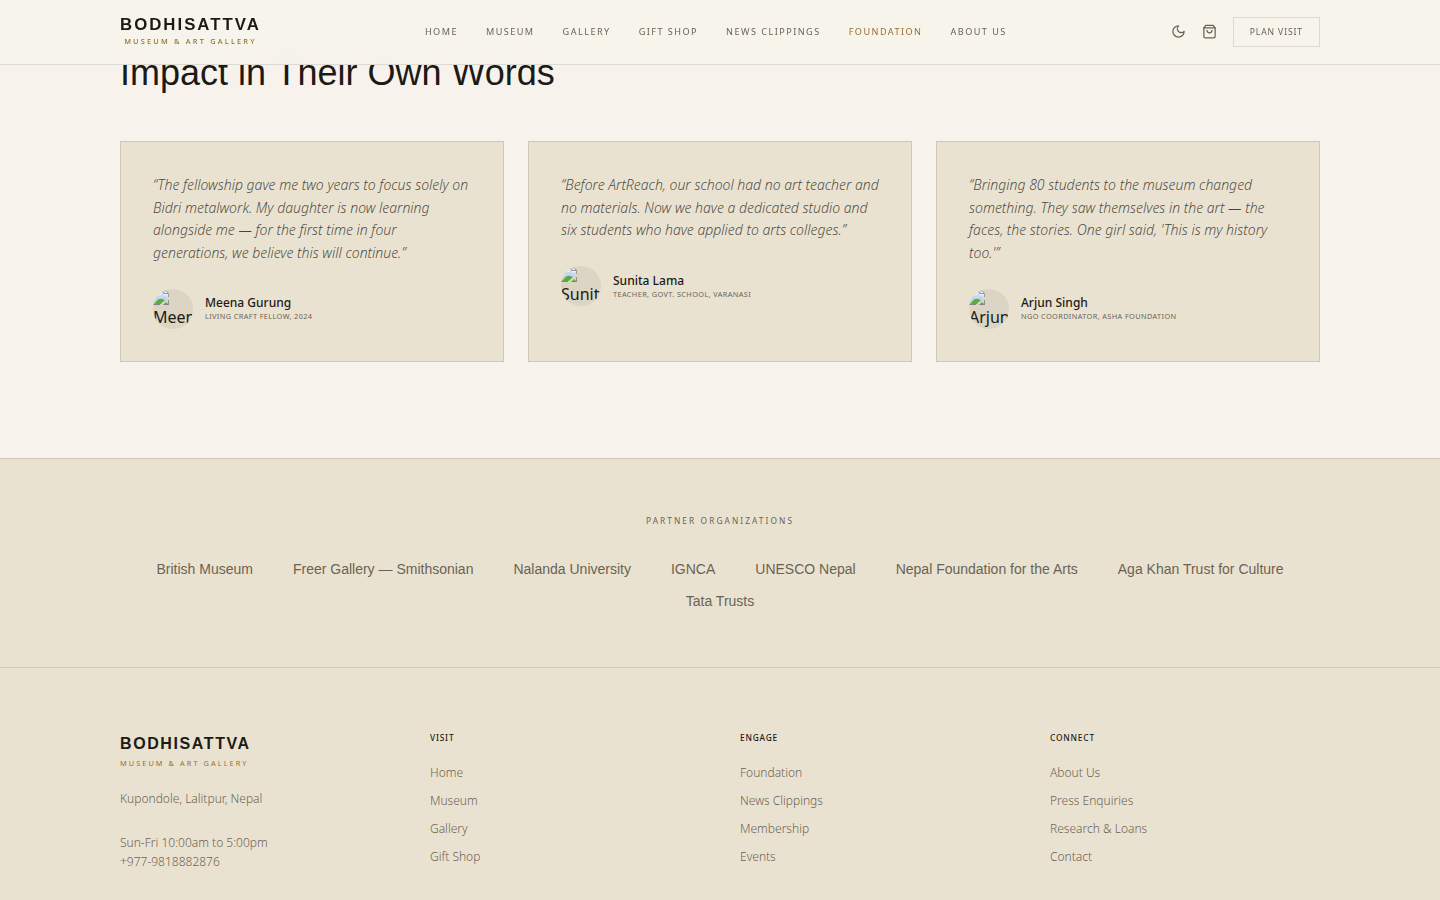 BODHISATTVA
MUSEUM & ART GALLERY
HOME
MUSEUM
GALLERY
GIFT SHOP
NEWS CLIPPINGS
FOUNDATION
ABOUT US
PLAN VISIT
Impact in Their Own Words
“The fellowship gave me two years to focus solely on
Bidri metalwork. My daughter is now learning
alongside me — for the first time in four
generations, we believe this will continue.”
Meer
Meena Gurung
LIVING CRAFT FELLOW, 2024
“Before ArtReach, our school had no art teacher and
no materials. Now we have a dedicated studio and
six students who have applied to arts colleges.”
Sunit
Sunita Lama
TEACHER, GOVT. SCHOOL, VARANASI
“Bringing 80 students to the museum changed
something. They saw themselves in the art — the
faces, the stories. One girl said, 'This is my history
too.'”
Arjun
Arjun Singh
NGO COORDINATOR, ASHA FOUNDATION
PARTNER ORGANIZATIONS
British Museum
Freer Gallery — Smithsonian
Nalanda University
IGNCA
UNESCO Nepal
Nepal Foundation for the Arts
Aga Khan Trust for Culture
Tata Trusts
BODHISATTVA
MUSEUM & ART GALLERY
Kupondole, Lalitpur, Nepal
Sun-Fri 10:00am to 5:00pm
+977-9818882876
VISIT
Home
Museum
Gallery
Gift Shop
ENGAGE
Foundation
News Clippings
Membership
Events
CONNECT
About Us
Press Enquiries
Research & Loans
Contact